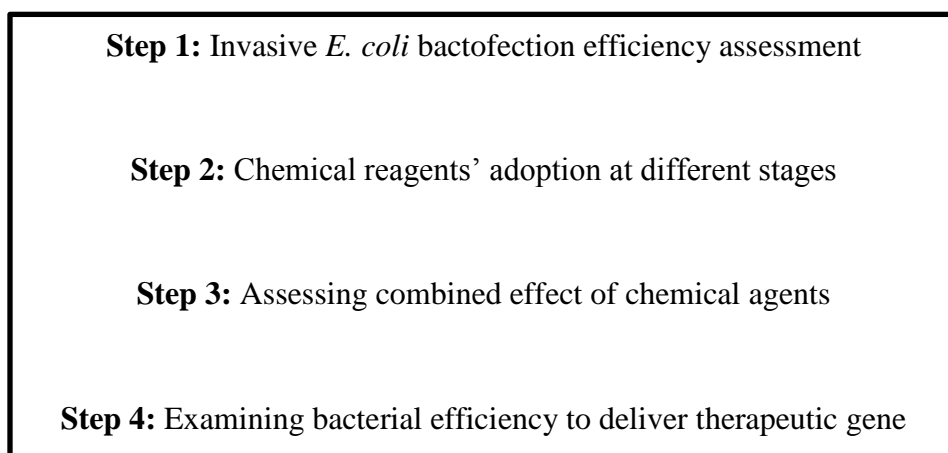 Step 1: Invasive E. coli bactofection efficiency assessment
Step 2: Chemical reagents’ adoption at different stages
Step 3: Assessing combined effect of chemical agents
Step 4: Examining bacterial efficiency to deliver therapeutic gene